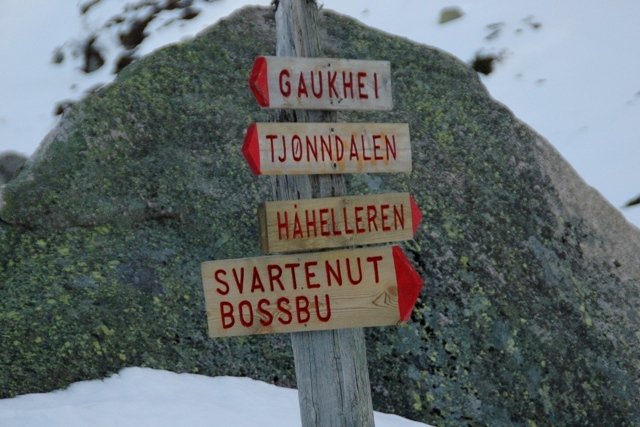 GAUKHEI
TJØNNDALEN
HÅHELLEREN
SVARTENUT
BOSSBU